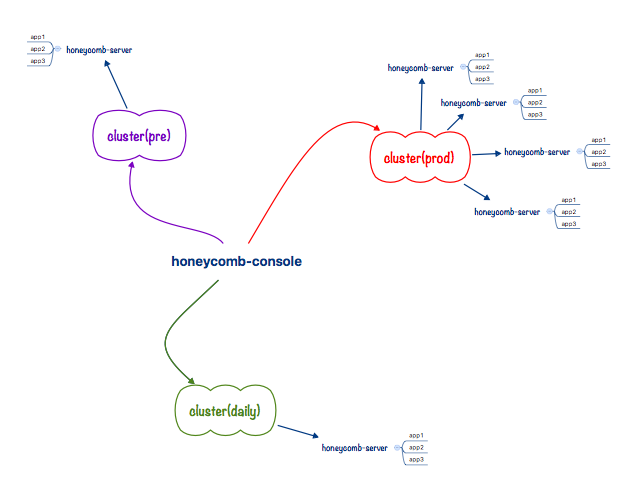 app1
app2
app3
honeycomb-server
cluster(pre)
honeycomb-server
app1
app2
app3
honeycomb-server
app1
app2
app3
cluster(prod)
honeycomb-server
app1
app2
app3
honeycomb-server
app1
app2
app3
honeycomb-console
cluster(daily)
honeycomb-server
app1
app2
app3